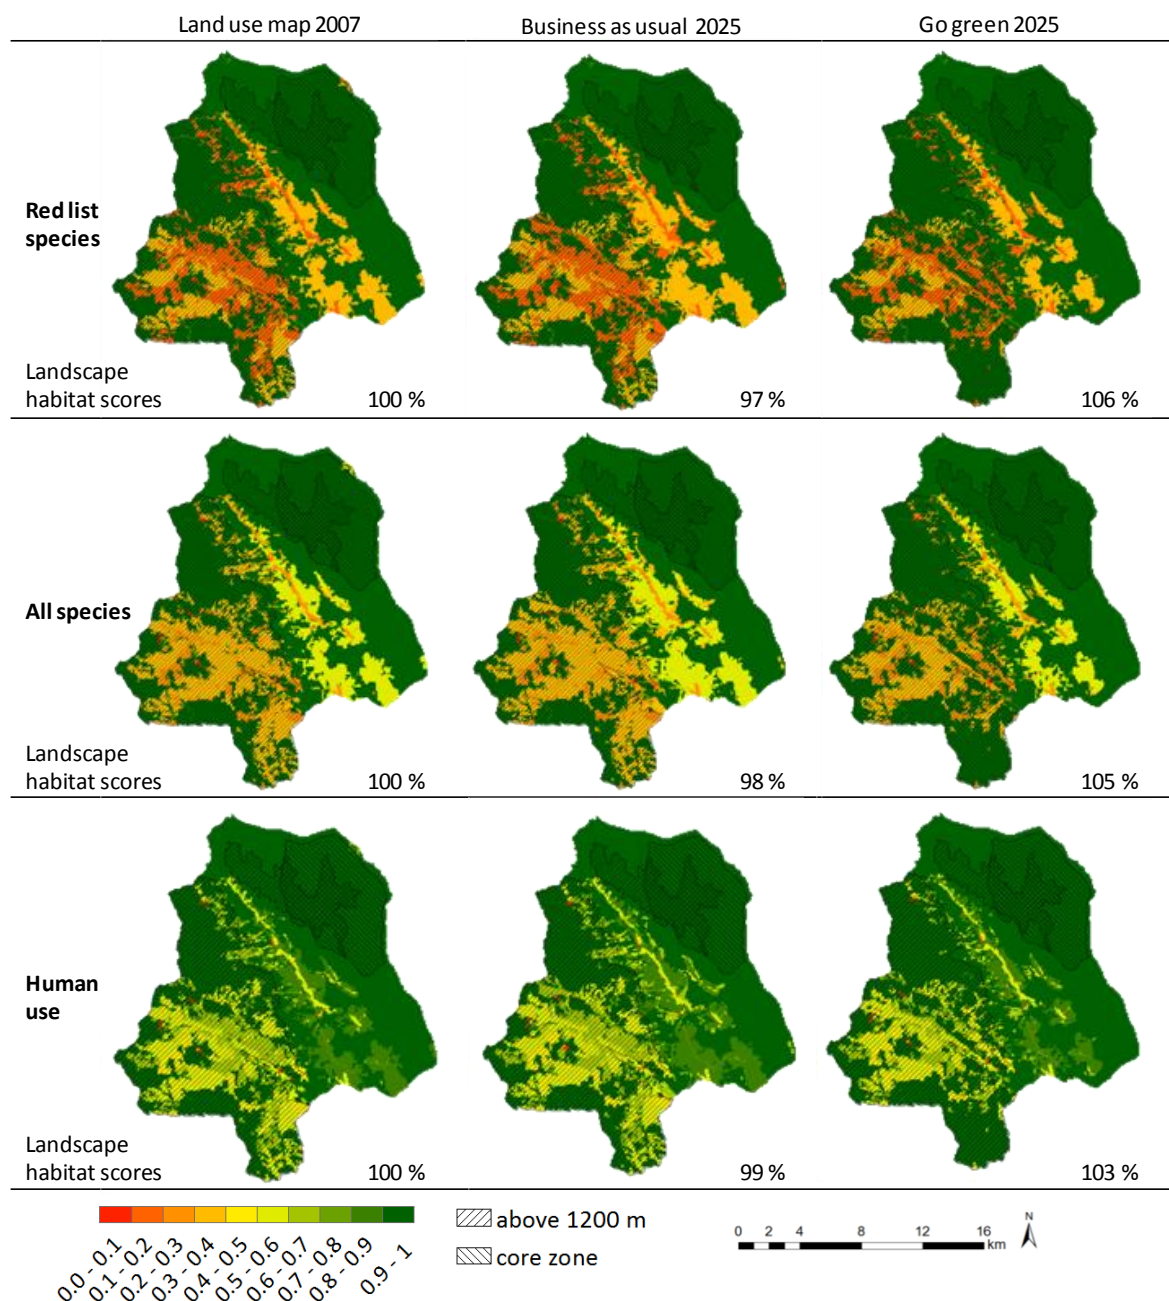 Land use map 2007
Business as usual 2025
Go green 2025
Red list
species
Landscape
habitat scores
100 %
97 %
106 %
All species
Landscape
habitat scores
100 %
98 %
105 %
Human
use
Landscape
habitat scores
100 %
99 %
103 %
0.0 - 0.1
0.1 - 0.2
0.2 - 0.3
0.3 - 0.4
0.4 - 0.5
0.5 - 0.6
0.6 - 0.7
0.7 - 0.8
0.8 - 0.9
0.9 - 1
above 1200 m
core zone
0 2 4 8 12 16
km
N